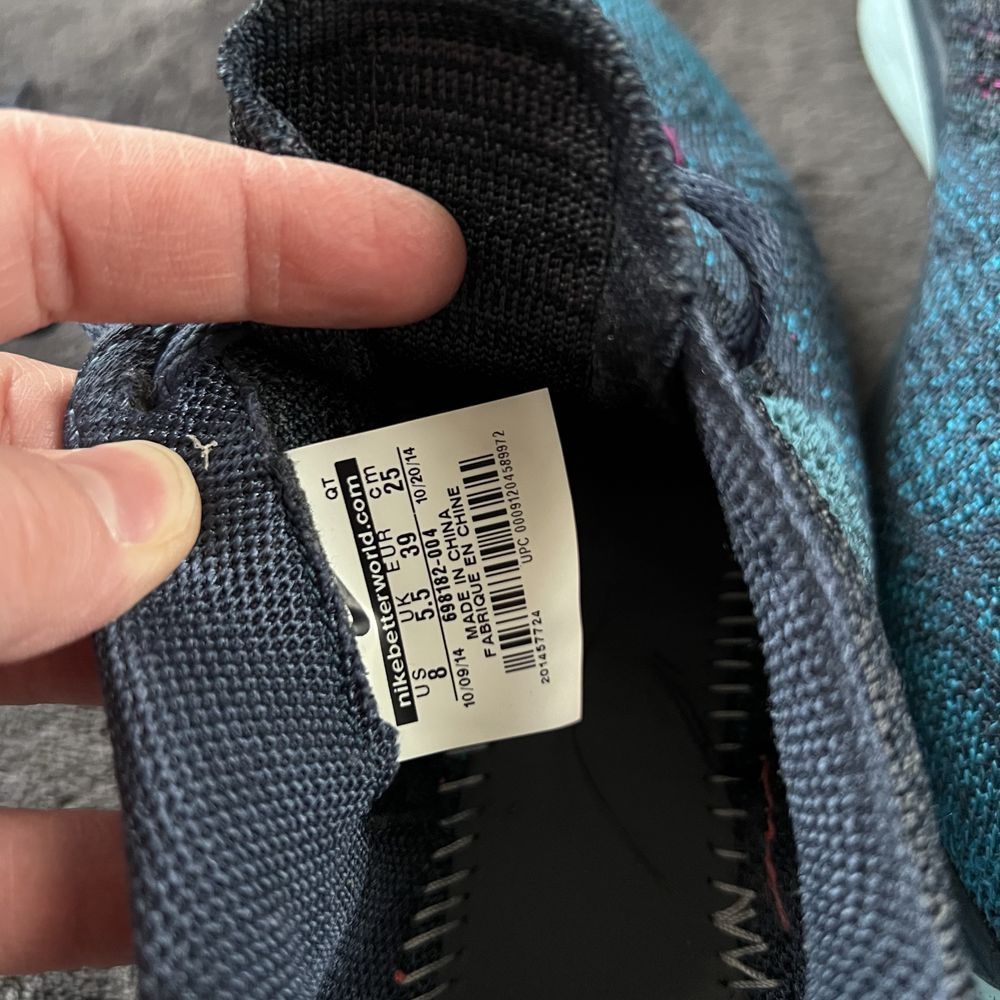 QT
nikebetterworld.com
US UK EUR cm
8 5.5 39 25
10/09/14 698182-004 10/20/14
MADE IN CHINA
FABRIQUE EN CHINE
UPC 00091204589972
201457724